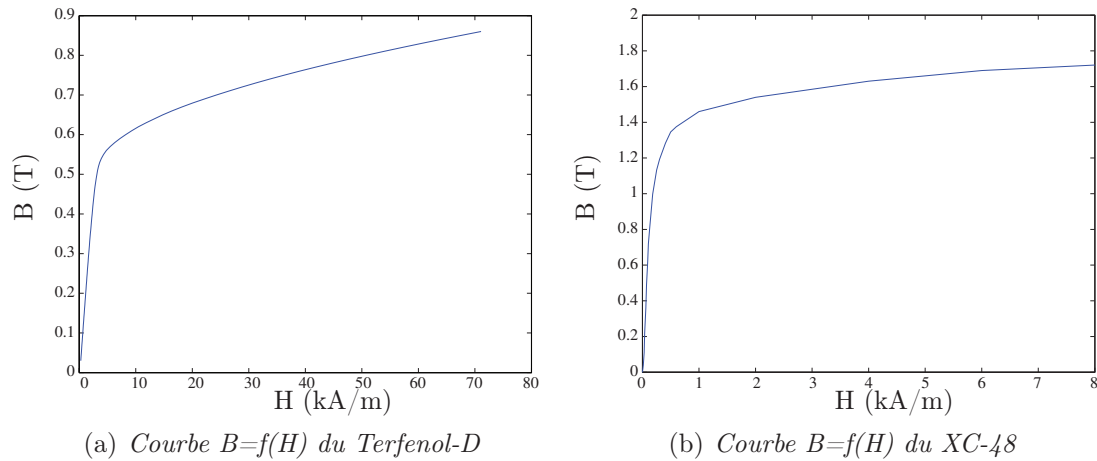 0.9
0.8
0.7
0.6
0.5
0.4
0.3
0.2
0.1
0
B (T)
0 10 20 30 40 50 60 70 80
H (kA/m)
(a) Courbe B=f(H) du Terfenol-D
2
1.8
1.6
1.4
1.2
1
0.8
0.6
0.4
0.2
0
B (T)
0 1 2 3 4 5 6 7 8
H (kA/m)
(b) Courbe B=f(H) du XC-48